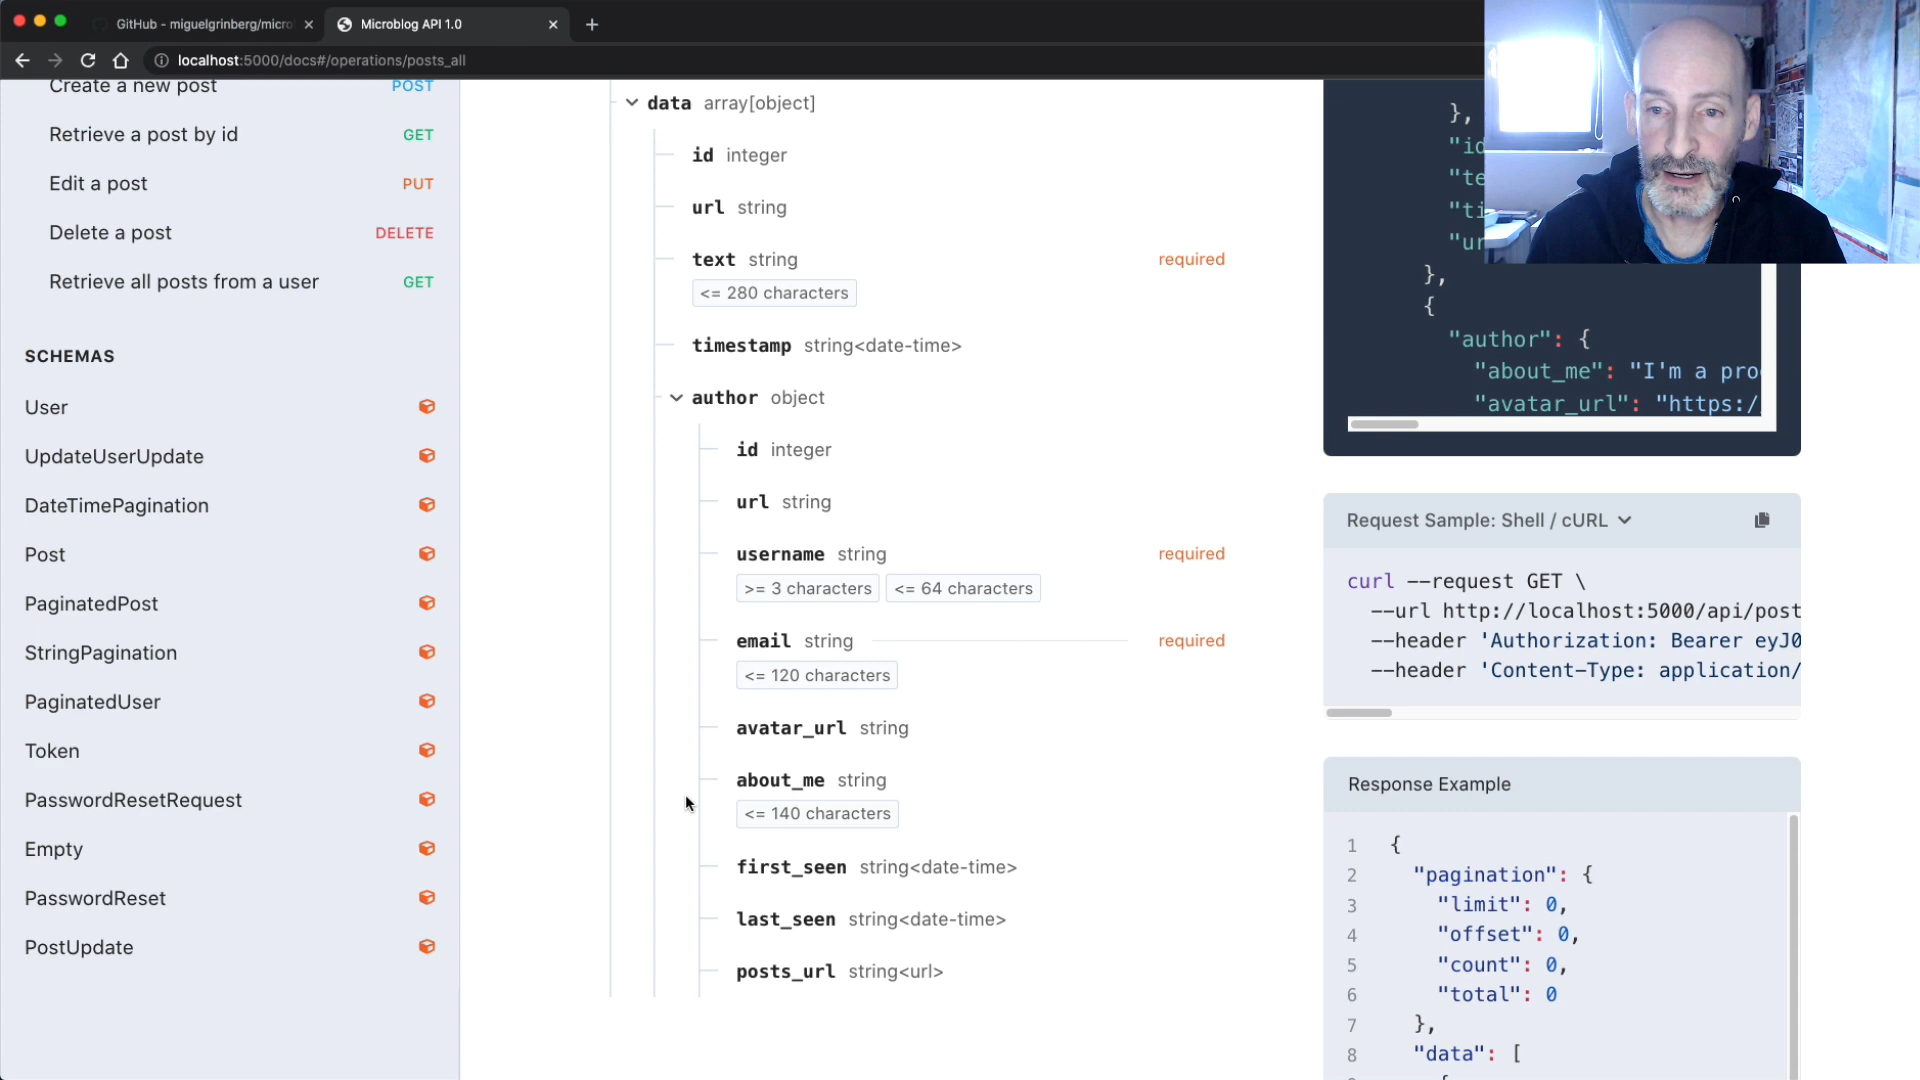 GitHub - miguelgrinberg/micro
Microblog API 1.0
localhost:5000/docs#/operations/posts_all
Create a new post POST
Retrieve a post by id GET
Edit a post PUT
Delete a post DELETE
Retrieve all posts from a user GET
SCHEMAS
User
UpdateUserUpdate
DateTimePagination
Post
PaginatedPost
StringPagination
PaginatedUser
Token
PasswordResetRequest
Empty
PasswordReset
PostUpdate
data array[object]
id integer
url string
text string required
<= 280 characters
timestamp string<date-time>
author object
id integer
url string
username string required
>= 3 characters <= 64 characters
email string required
<= 120 characters
avatar_url string
about_me string
<= 140 characters
first_seen string<date-time>
last_seen string<date-time>
posts_url string<url>
},
"id
"te
"ti
"ur
},
{
"author": {
"about_me": "I'm a pro
"avatar_url": "https:/
Request Sample: Shell / cURL
curl --request GET \
--url http://localhost:5000/api/post
--header 'Authorization: Bearer eyJ0
--header 'Content-Type: application/
Response Example
1 {
2 "pagination": {
3 "limit": 0,
4 "offset": 0,
5 "count": 0,
6 "total": 0
7 },
8 "data": [
{